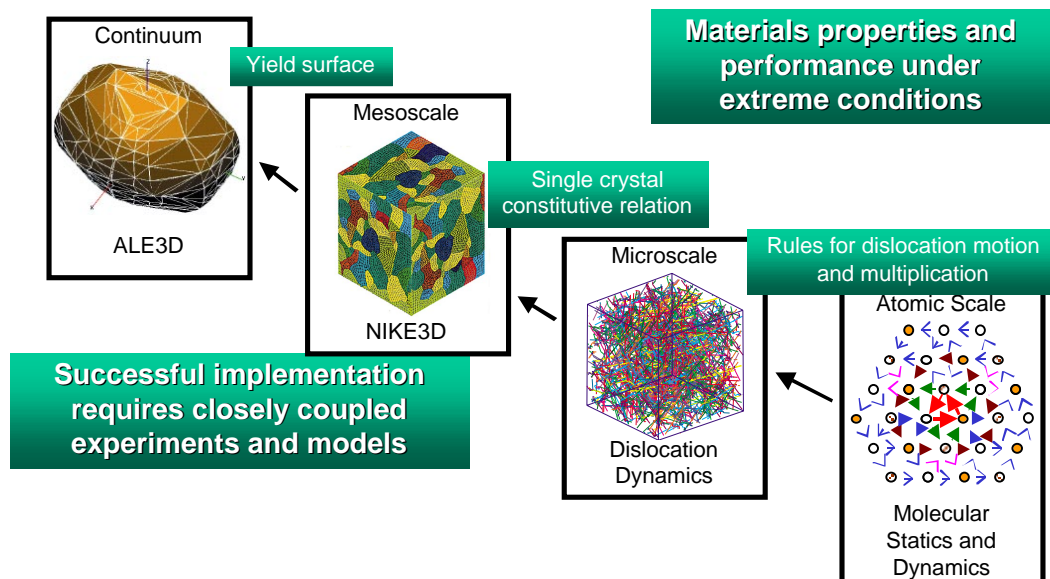 Continuum
Yield surface
ALE3D
Materials properties and
performance under
extreme conditions
Mesoscale
NIKE3D
Single crystal
constitutive relation
Microscale
Dislocation
Dynamics
Rules for dislocation motion
and multiplication
Atomic Scale
Molecular
Statics and
Dynamics
Successful implementation
requires closely coupled
experiments and models